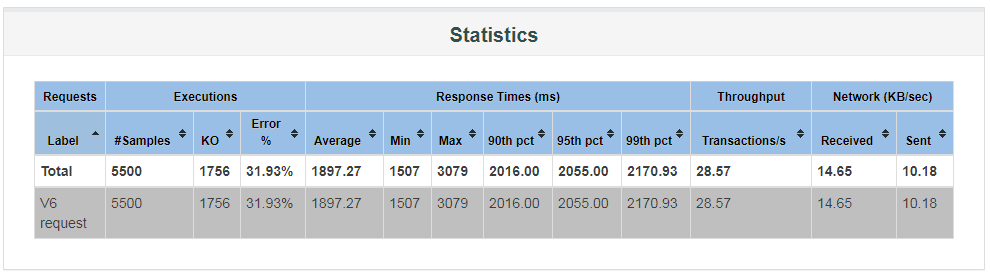 Statistics
Requests Executions Response Times (ms) Throughput Network (KB/sec)
Label #Samples KO Error % Average Min Max 90th pct 95th pct 99th pct Transactions/s Received Sent
Total 5500 1756 31.93% 1897.27 1507 3079 2016.00 2055.00 2170.93 28.57 14.65 10.18
V6 request 5500 1756 31.93% 1897.27 1507 3079 2016.00 2055.00 2170.93 28.57 14.65 10.18